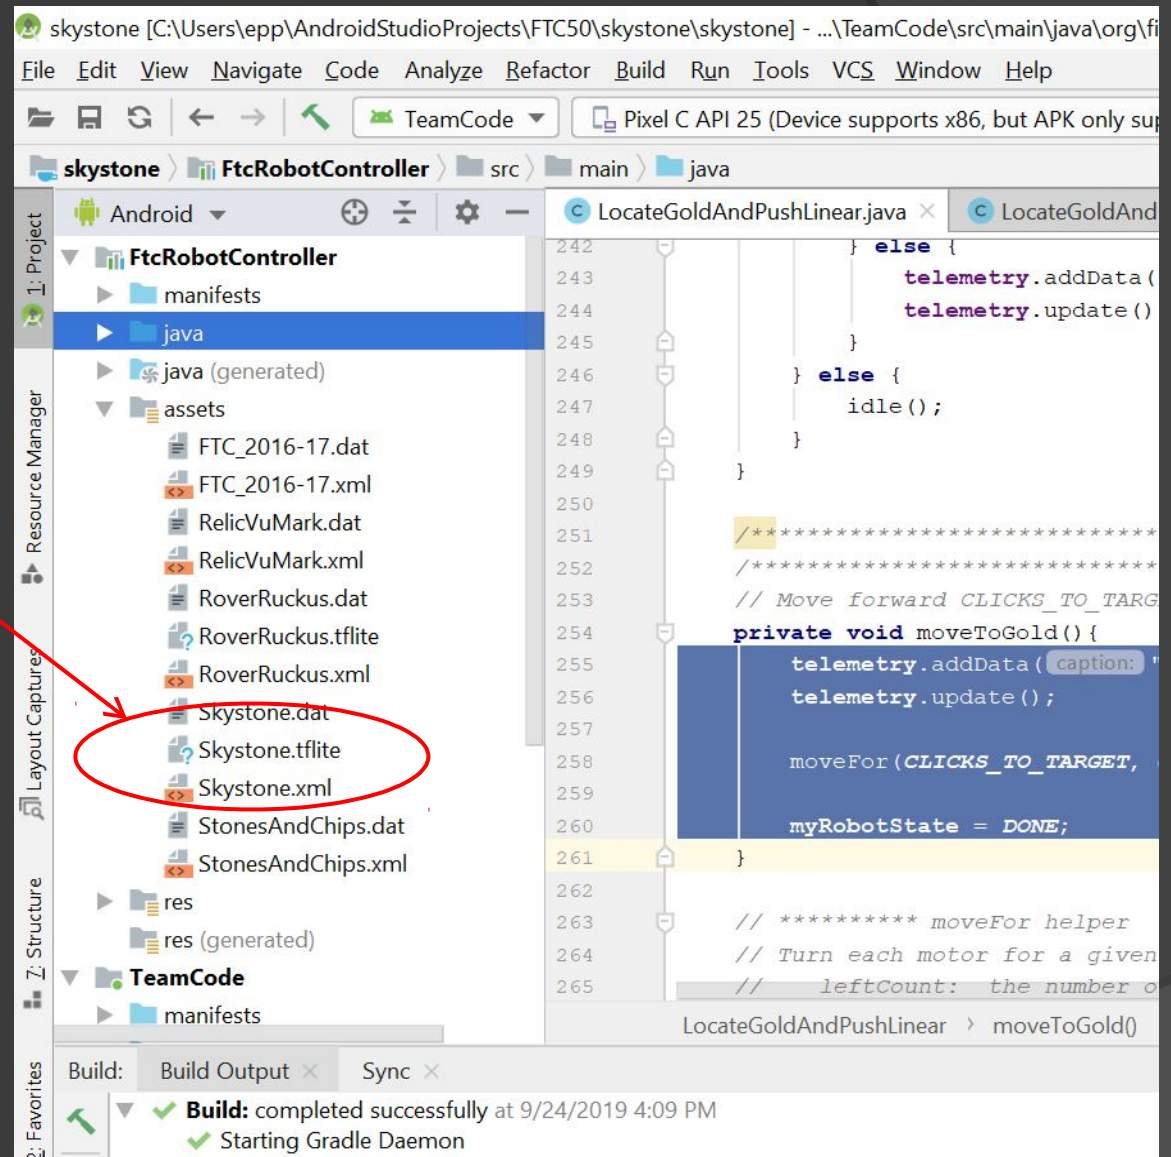 skystone [C:\Users\epp\AndroidStudioProjects\FTC50\skystone\skystone] - ...\TeamCode\src\main\java\org\fi
File Edit View Navigate Code Analyze Refactor Build Run Tools VCS Window Help
TeamCode Pixel C API 25 (Device supports x86, but APK only sup
skystone FtcRobotController src main java
1: Project
Resource Manager
Layout Captures
7: Structure
2: Favorites
Android
FtcRobotController
manifests
java
java (generated)
assets
FTC_2016-17.dat
FTC_2016-17.xml
RelicVuMark.dat
RelicVuMark.xml
RoverRuckus.dat
RoverRuckus.tflite
RoverRuckus.xml
Skystone.dat
Skystone.tflite
Skystone.xml
StonesAndChips.dat
StonesAndChips.xml
res
res (generated)
TeamCode
manifests
LocateGoldAndPushLinear.java LocateGoldAnd
242 } else {
243 telemetry.addData(
244 telemetry.update()
245 }
246 } else {
247 idle();
248 }
249 }
250
251 /*******************************
252 /*******************************
253 // Move forward CLICKS_TO_TARG
254 private void moveToGold(){
255 telemetry.addData( caption: "
256 telemetry.update();
257
258 moveFor(CLICKS_TO_TARGET,
259
260 myRobotState = DONE;
261 }
262
263 // ********** moveFor helper
264 // Turn each motor for a given
265 // leftCount: the number o
LocateGoldAndPushLinear > moveToGold()
Build: Build Output Sync
Build: completed successfully at 9/24/2019 4:09 PM
Starting Gradle Daemon